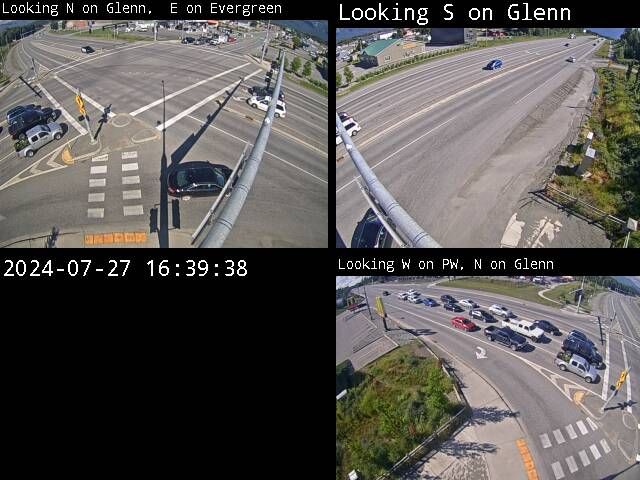 Looking N on Glenn,  E on Evergreen
Looking S on Glenn
2024-07-27 16:39:38
Looking W on PW, N on Glenn